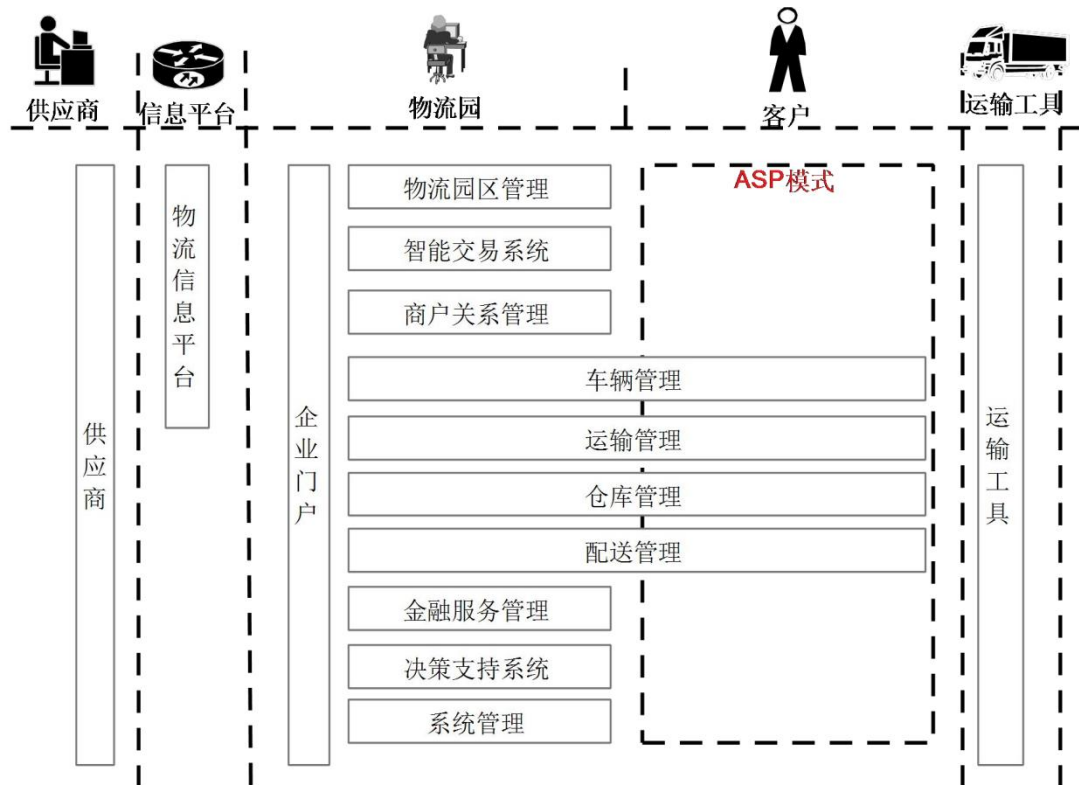 供应商
信息平台
物流园
客户
运输工具
供应商
物流信息平台
企业门户
物流园区管理
智能交易系统
商户关系管理
车辆管理
运输管理
仓库管理
配送管理
金融服务管理
决策支持系统
系统管理
ASP模式
运输工具